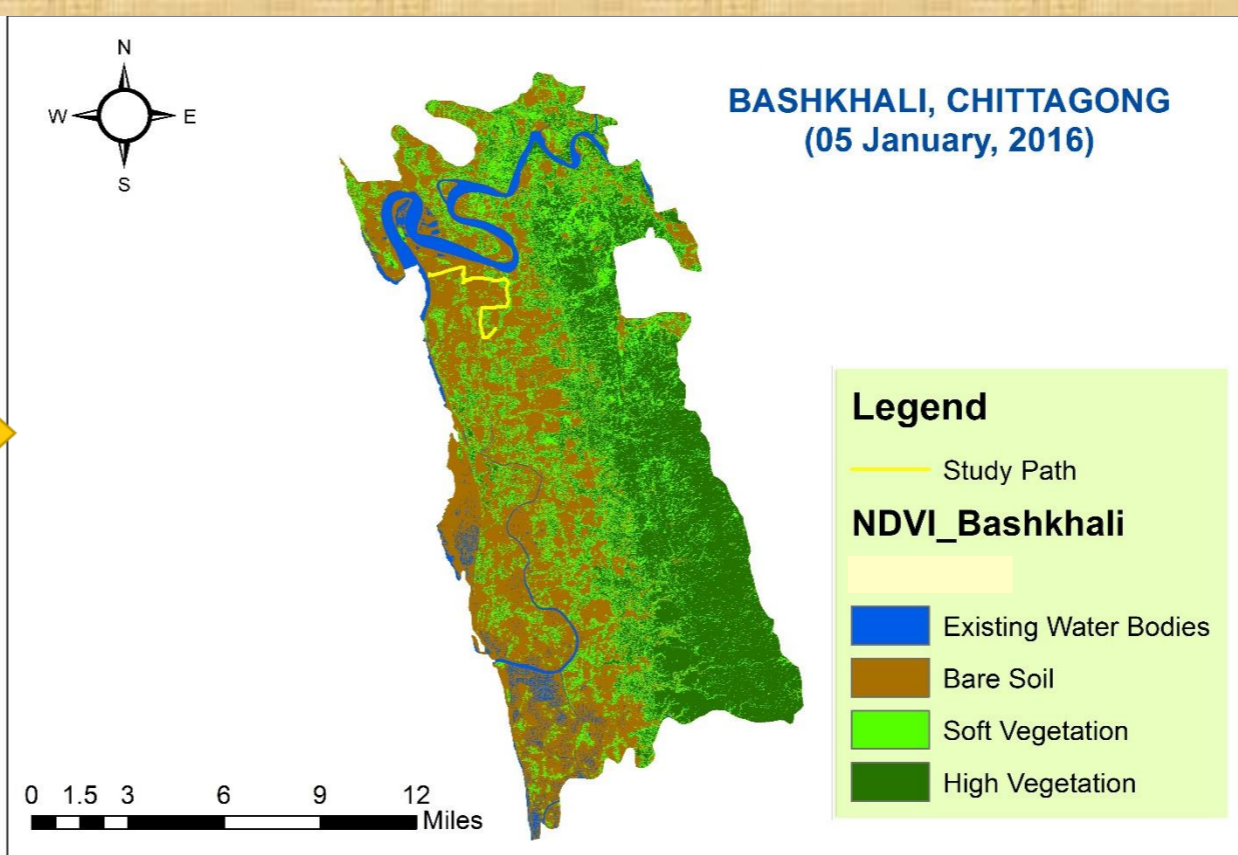 N
W E
S
BASHKHALI, CHITTAGONG
(05 January, 2016)
Legend
Study Path
NDVI_Bashkhali
Existing Water Bodies
Bare Soil
Soft Vegetation
High Vegetation
0 1.5 3 6 9 12
Miles